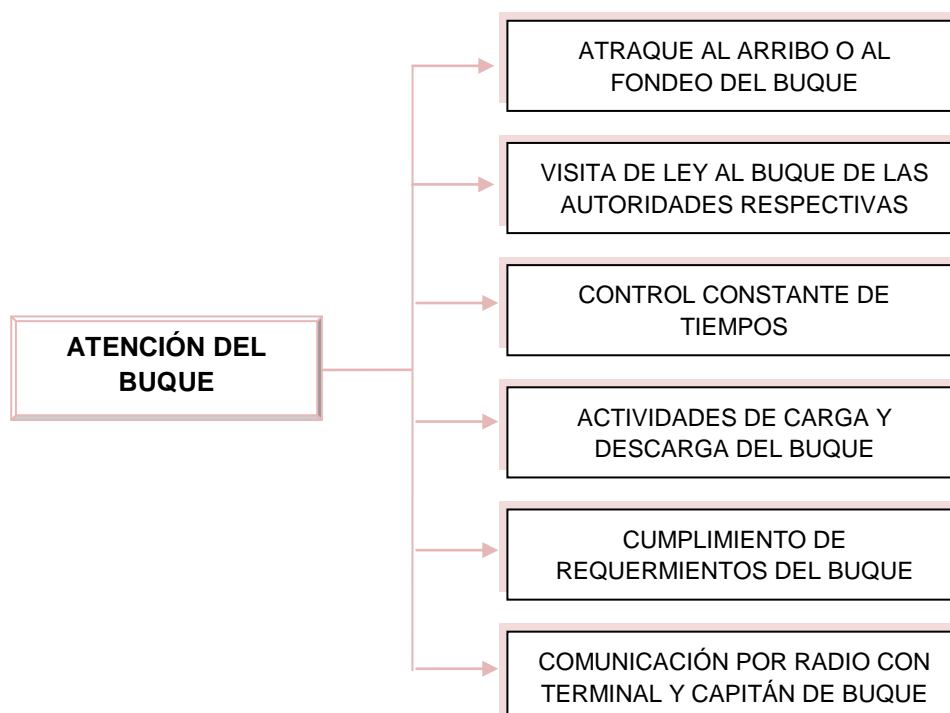 ATENCIÓN DEL
BUQUE
ATRAQUE AL ARRIBO O AL
FONDEO DEL BUQUE
VISITA DE LEY AL BUQUE DE LAS
AUTORIDADES RESPECTIVAS
CONTROL CONSTANTE DE
TIEMPOS
ACTIVIDADES DE CARGA Y
DESCARGA DEL BUQUE
CUMPLIMIENTO DE
REQUERMIENTOS DEL BUQUE
COMUNICACIÓN POR RADIO CON
TERMINAL Y CAPITÁN DE BUQUE